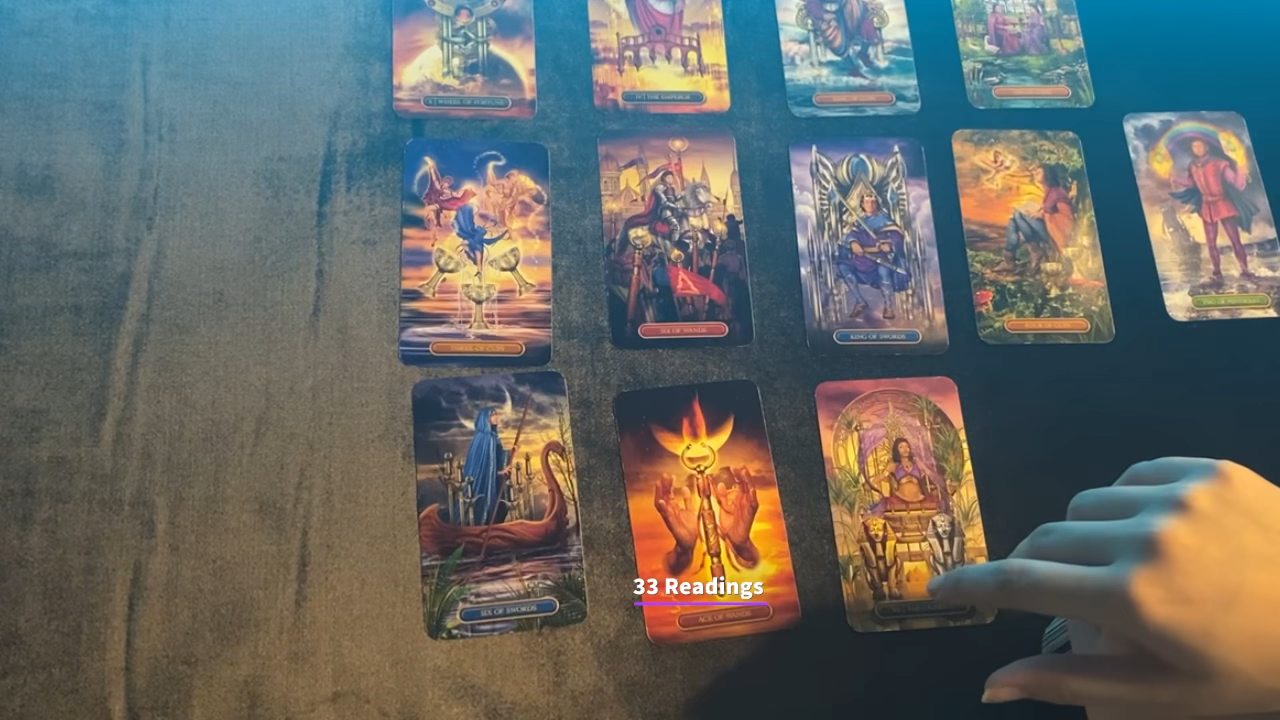 X | WHEEL OF FORTUNE
IV | THE EMPEROR
THREE OF CUPS
SIX OF WANDS
KING OF SWORDS
FOUR OF CUPS
SIX OF SWORDS
ACE OF WANDS
33 Readings